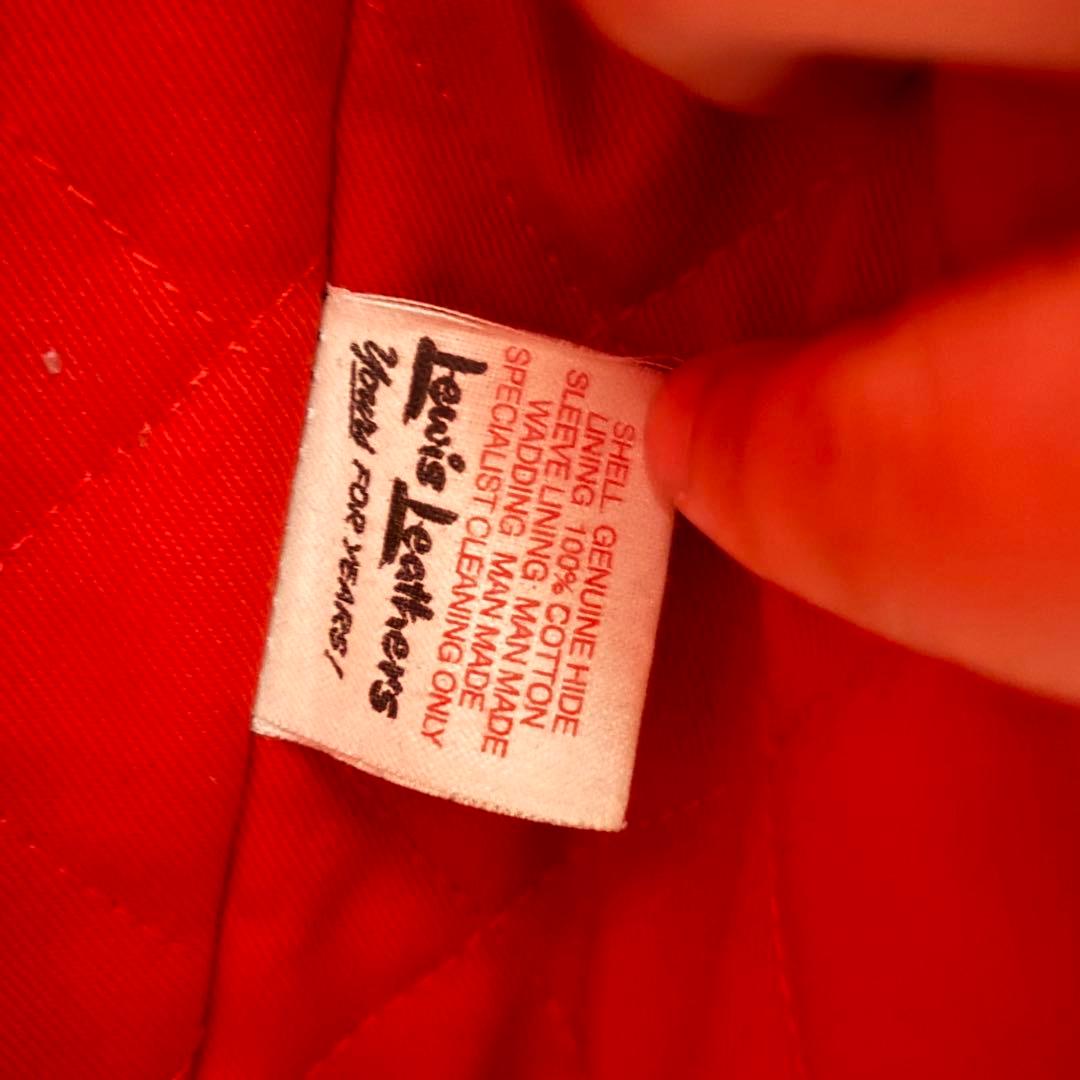 SHELL GENUINE HIDE
LINING 100% COTTON
SLEEVE LINING· MAN MADE
WADDING MAN MADE
SPECIALIST CLEANING ONLY
Lewis Leathers
Yours FOR YEARS!